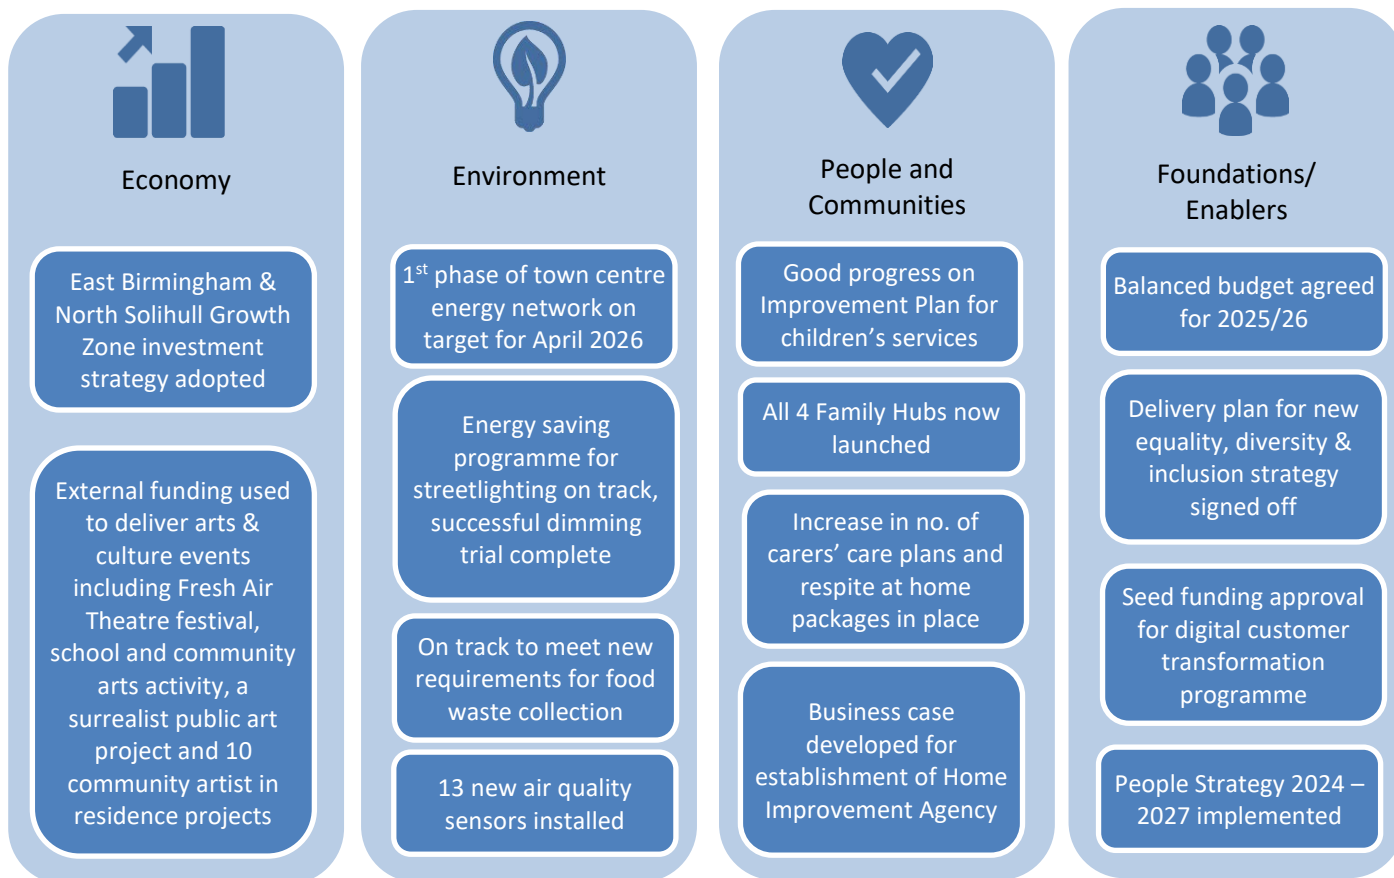 Economy
East Birmingham &
North Solihull Growth
Zone investment
strategy adopted
External funding used
to deliver arts &
culture events
including Fresh Air
Theatre festival,
school and community
arts activity, a
surrealist public art
project and 10
community artist in
residence projects
Environment
1st phase of town centre
energy network on
target for April 2026
Energy saving
programme for
streetlighting on track,
successful dimming
trial complete
On track to meet new
requirements for food
waste collection
13 new air quality
sensors installed
People and
Communities
Good progress on
Improvement Plan for
children’s services
All 4 Family Hubs now
launched
Increase in no. of
carers’ care plans and
respite at home
packages in place
Business case
developed for
establishment of Home
Improvement Agency
Foundations/
Enablers
Balanced budget agreed
for 2025/26
Delivery plan for new
equality, diversity &
inclusion strategy
signed off
Seed funding approval
for digital customer
transformation
programme
People Strategy 2024 –
2027 implemented